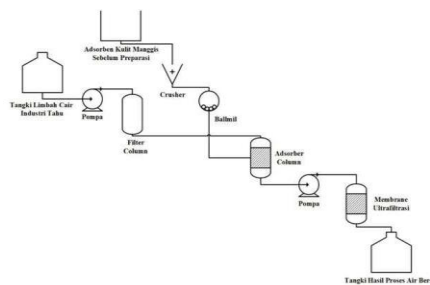 Adsorben Kulit Manggis
Sebelum Preparasi
Crusher
Tangki Limbah Cair
Industri Tahu
Pompa
Ballmil
Filter
Column
Adsorber
Column
Pompa
Membrane
Ultrafiltrasi
Tangki Hasil Proses Air Ber